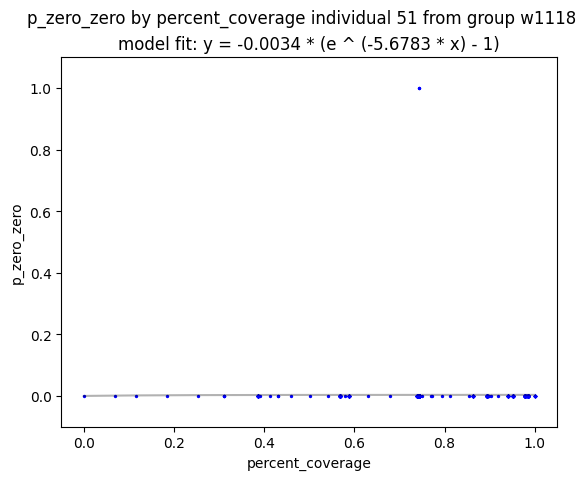 p_zero_zero by percent_coverage individual 51 from group w1118
model fit: y = -0.0034 * (e ^ (-5.6783 * x) - 1)
1.0
0.8
0.6
0.4
0.2
0.0
p_zero_zero
0.0 0.2 0.4 0.6 0.8 1.0
percent_coverage